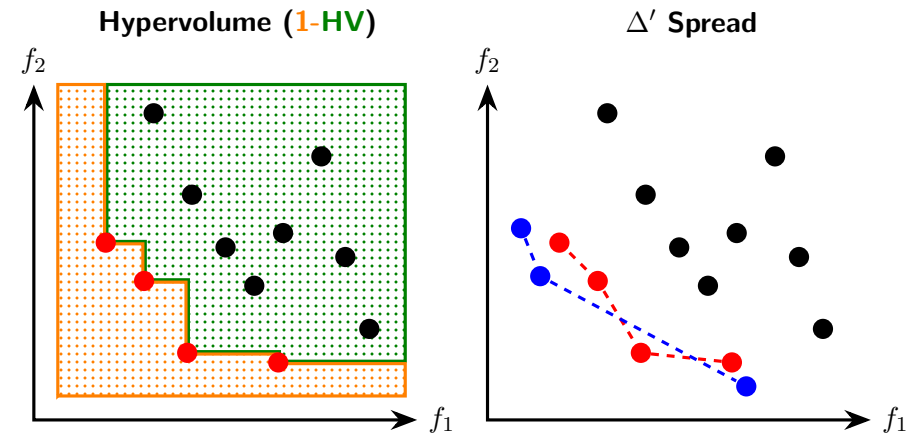 Hypervolume (1-HV)
f₂
f₁
Δ′ Spread
f₂
f₁